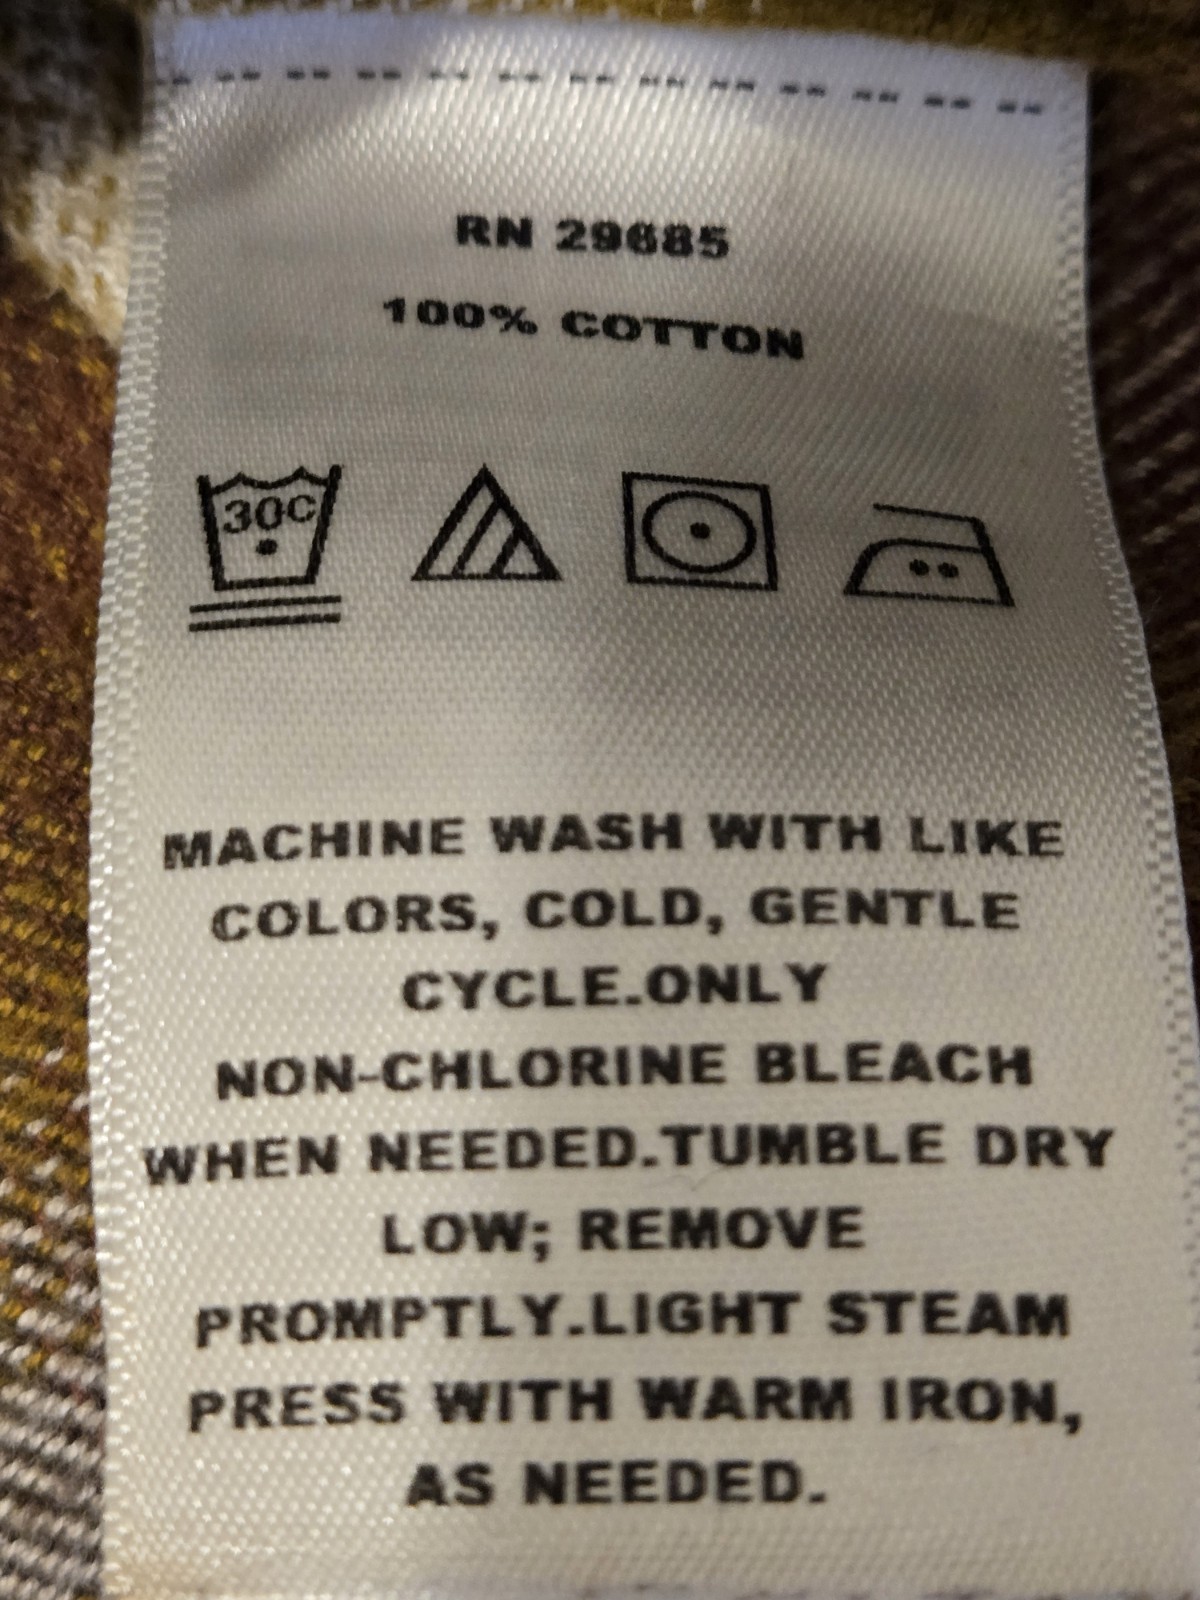 RN 29685
100% COTTON
30C
MACHINE WASH WITH LIKE
COLORS, COLD, GENTLE
CYCLE.ONLY
NON-CHLORINE BLEACH
WHEN NEEDED.TUMBLE DRY
LOW; REMOVE
PROMPTLY.LIGHT STEAM
PRESS WITH WARM IRON,
AS NEEDED.